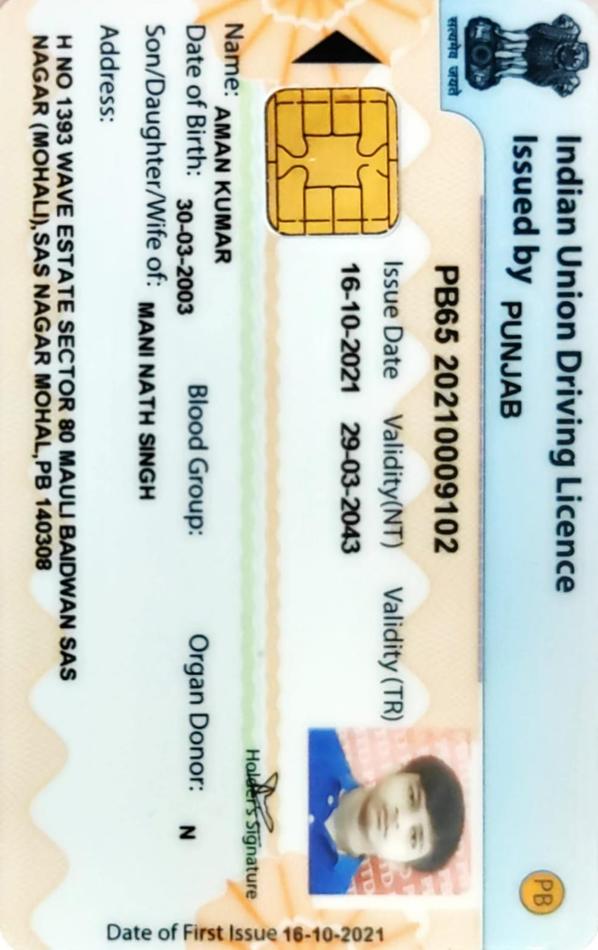 सत्यमेव जयते
Indian Union Driving Licence
Issued by PUNJAB
PB
PB65 20210009102
Issue Date Validity(NT) Validity (TR)
16-10-2021 29-03-2043
Holder's Signature
Name: AMAN KUMAR
Date of Birth: 30-03-2003 Blood Group: Organ Donor: N
Son/Daughter/Wife of: MANI NATH SINGH
Address:
H NO 1393 WAVE ESTATE SECTOR 80 MAULI BAIDWAN SAS
NAGAR (MOHALI),SAS NAGAR MOHAL,PB 140308
Date of First Issue 16-10-2021